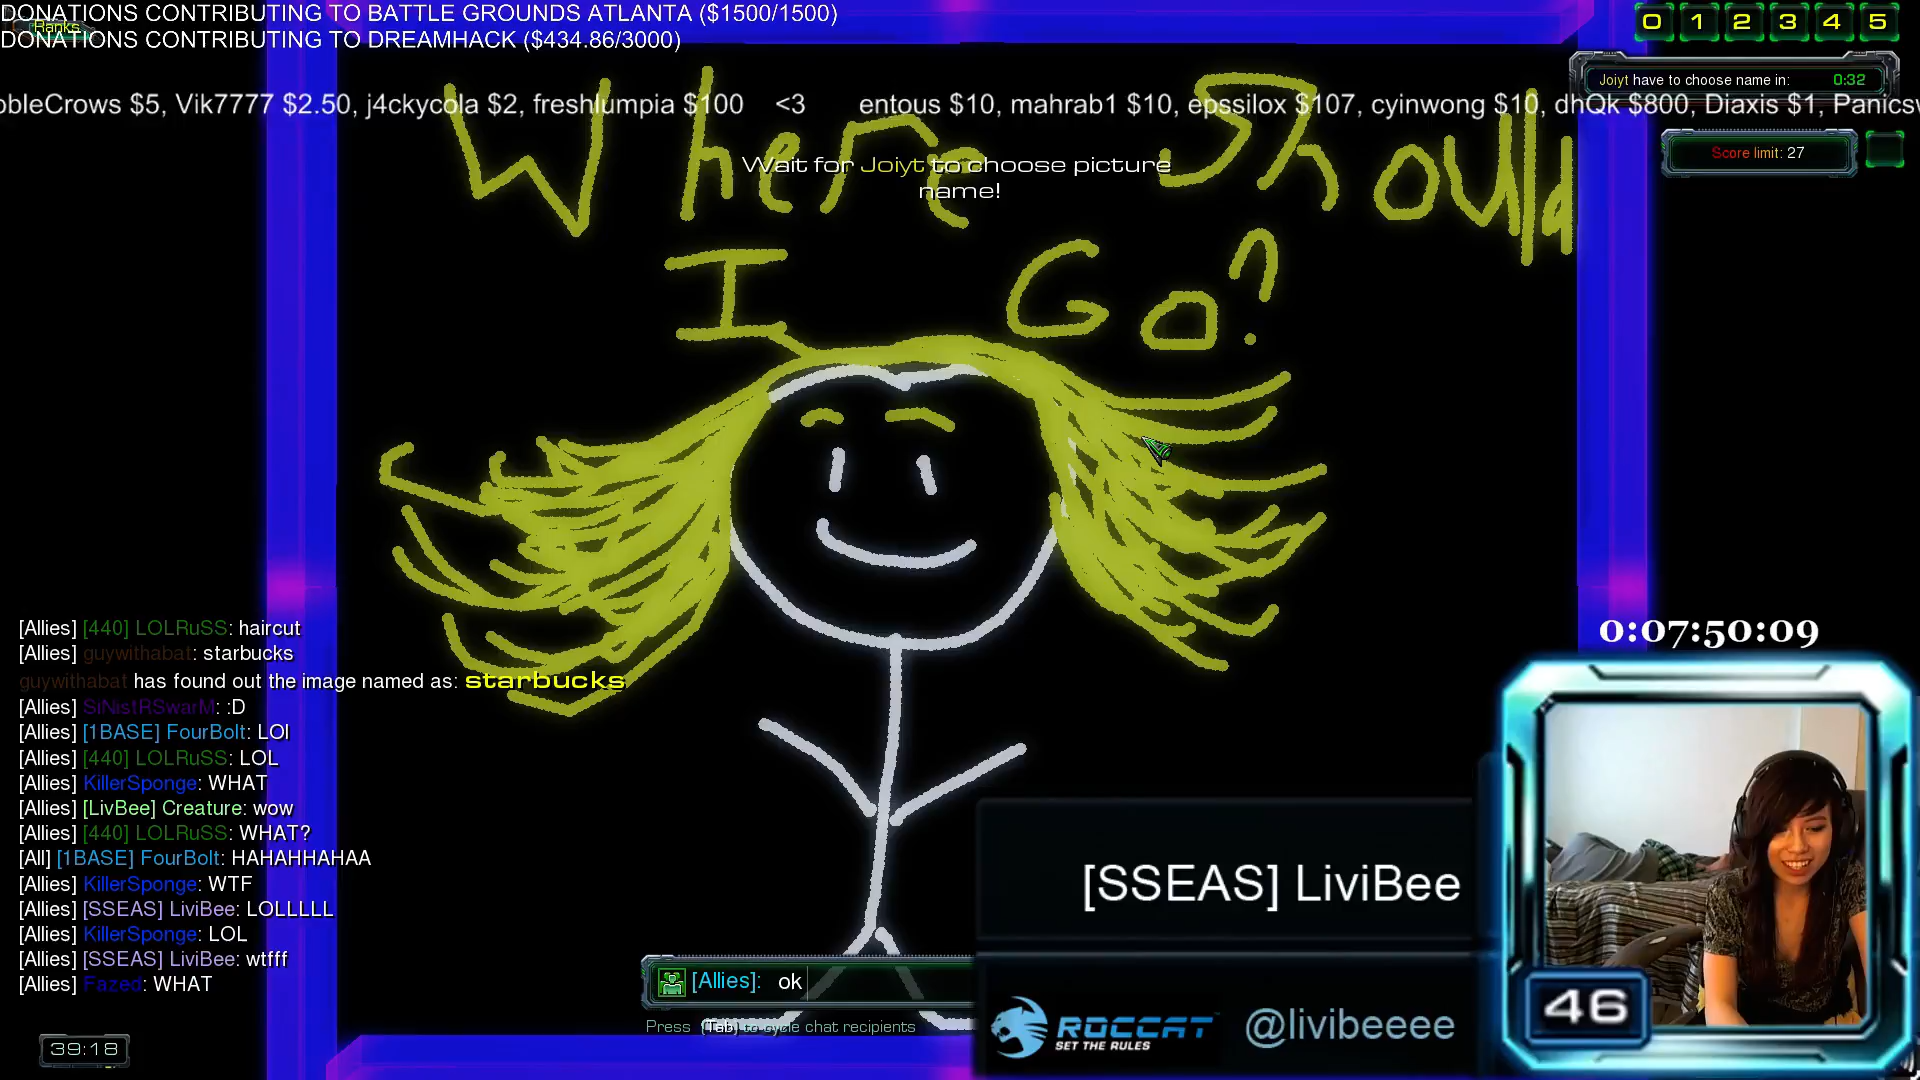 DONATIONS CONTRIBUTING TO BATTLE GROUNDS ATLANTA ($1500/1500)
Ranks
DONATIONS CONTRIBUTING TO DREAMHACK ($434.86/3000)
0 1 2 3 4 5
Joiyt have to choose name in: 0:32
obleCrows $5, Vik7777 $2.50, j4ckycola $2, freshlumpia $100 <3 entous $10, mahrab1 $10, epssilox $107, cyinwong $10, dhQk $800, Diaxis $1, Panicsw
Score limit: 27
Where Should
Wait for Joiyt to choose picture
name!
I Go?
[Allies] [440] LOLRuSS: haircut
[Allies] guywithabat: starbucks
guywithabat has found out the image named as: starbucks
[Allies] SiNistRSwarM: :D
[Allies] [1BASE] FourBolt: LOl
[Allies] [440] LOLRuSS: LOL
[Allies] KillerSponge: WHAT
[Allies] [LivBee] Creature: wow
[Allies] [440] LOLRuSS: WHAT?
[All] [1BASE] FourBolt: HAHAHHAHAA
[Allies] KillerSponge: WTF
[Allies] [SSEAS] LiviBee: LOLLLLL
[Allies] KillerSponge: LOL
[Allies] [SSEAS] LiviBee: wtfff
[Allies] Fazed: WHAT
[Allies]: ok
Press (Tab) to cycle chat recipients
39:18
0:07:50:09
[SSEAS] LiviBee
ROCCAT
SET THE RULES
@livibeeee
46